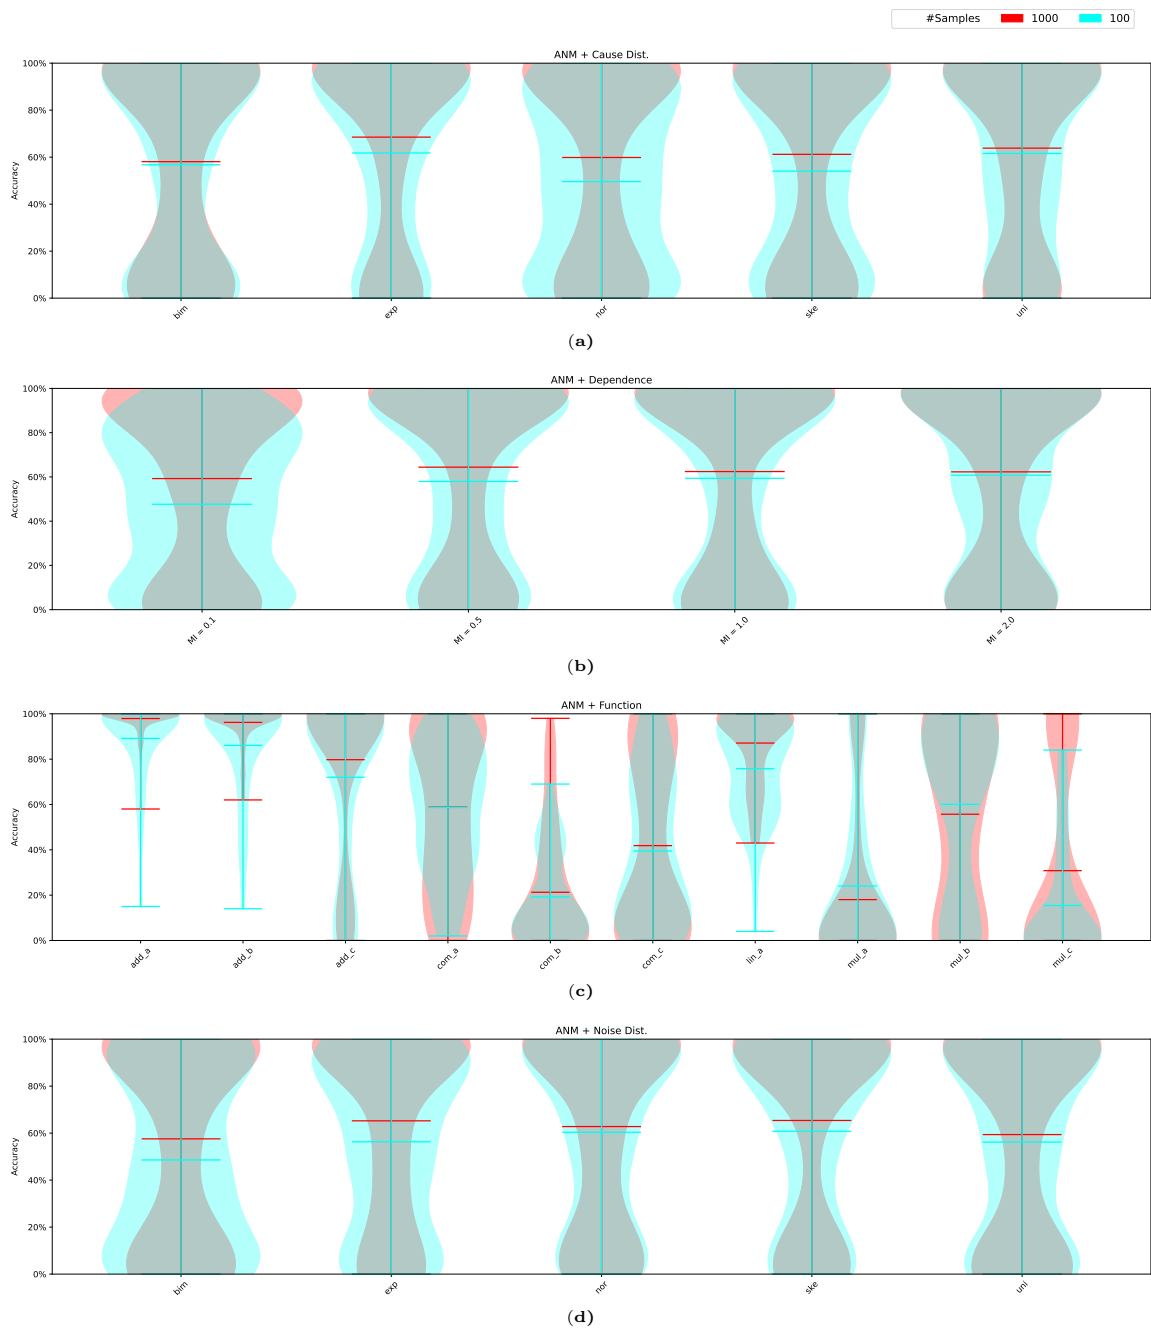 #Samples 1000 100
ANM + Cause Dist.
100%
80%
60%
40%
20%
0%
Accuracy
bim exp nor ske uni
(a)
ANM + Dependence
100%
80%
60%
40%
20%
0%
Accuracy
MI = 0.1 MI = 0.5 MI = 1.0 MI = 2.0
(b)
ANM + Function
100%
80%
60%
40%
20%
0%
Accuracy
add_a add_b add_c com_a com_b com_c lin_a mul_a mul_b mul_c
(c)
ANM + Noise Dist.
100%
80%
60%
40%
20%
0%
Accuracy
bim exp nor ske uni
(d)